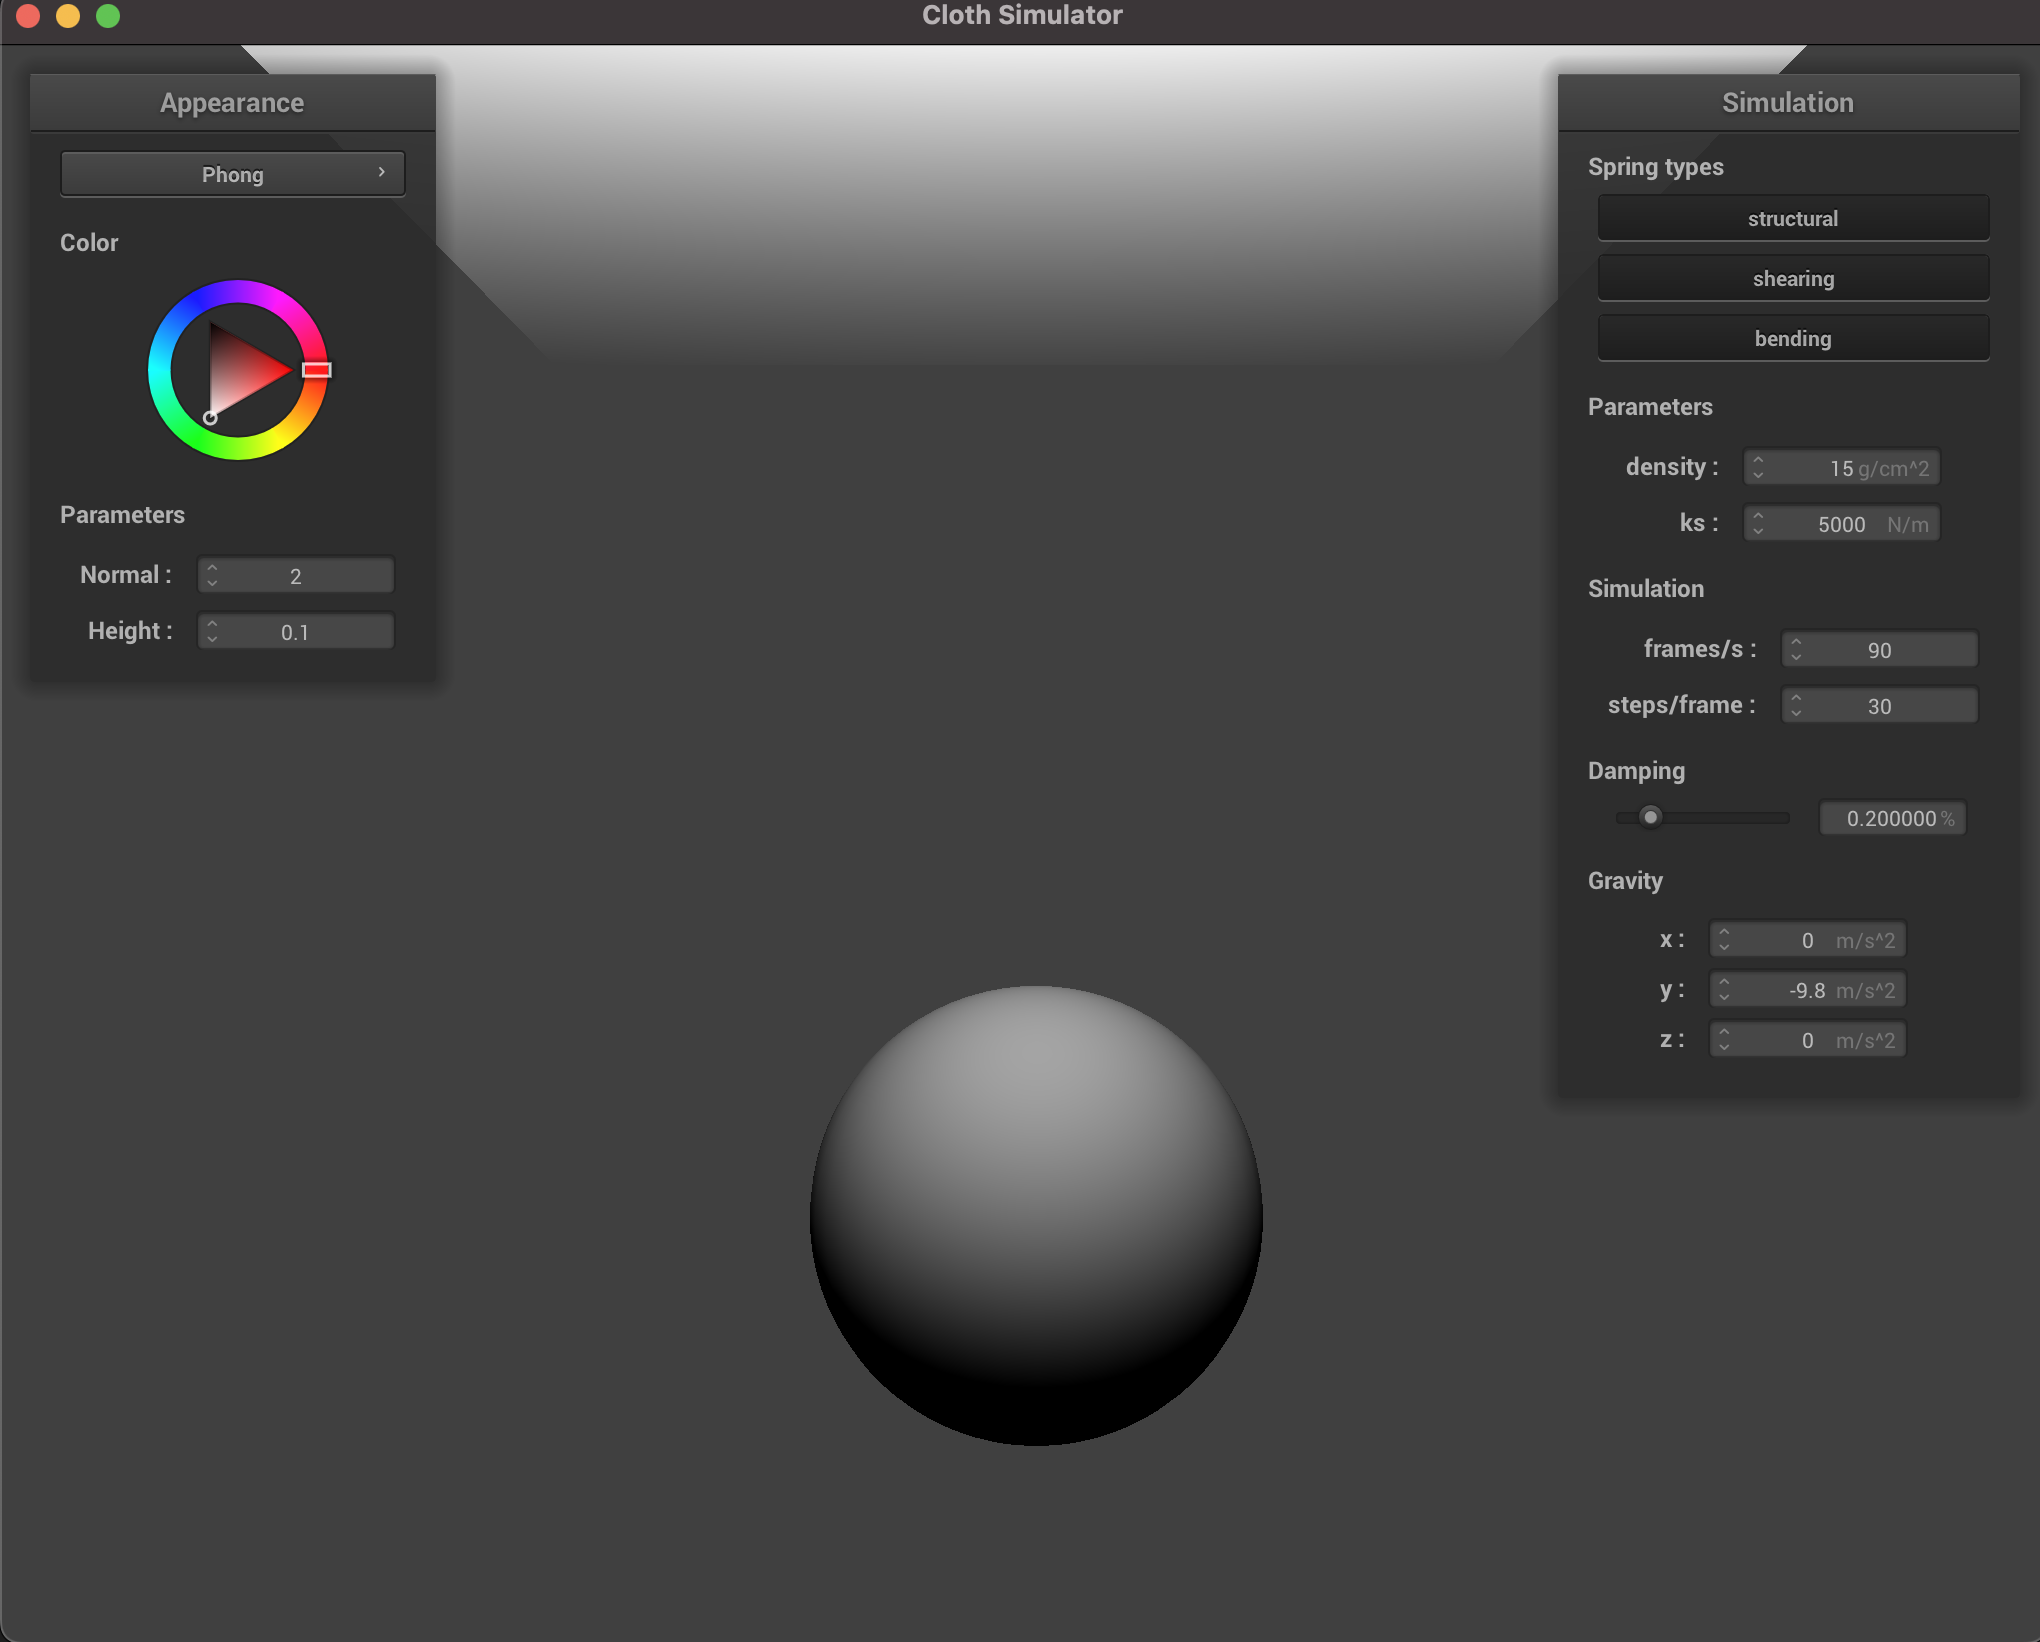 Cloth Simulator
Appearance
Phong
Color
Parameters
Normal : 2
Height : 0.1
Simulation
Spring types
structural
shearing
bending
Parameters
density : 15 g/cm^2
ks : 5000 N/m
Simulation
frames/s : 90
steps/frame : 30
Damping
0.200000 %
Gravity
x : 0 m/s^2
y : -9.8 m/s^2
z : 0 m/s^2